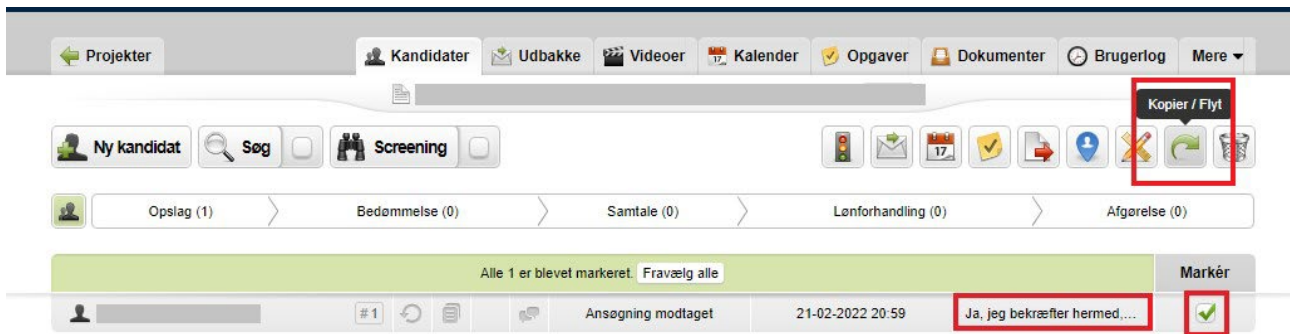 Projekter Kandidater Udbakke Videoer 17 Kalender Opgaver Dokumenter Brugerlog Mere
Kopier / Flyt
Ny kandidat Søg Screening 17
Opslag (1) Bedømmelse (0) Samtale (0) Lønforhandling (0) Afgørelse (0)
Alle 1 er blevet markeret. Fravælg alle Markér
#1 Ansøgning modtaget 21-02-2022 20:59 Ja, jeg bekræfter hermed,...